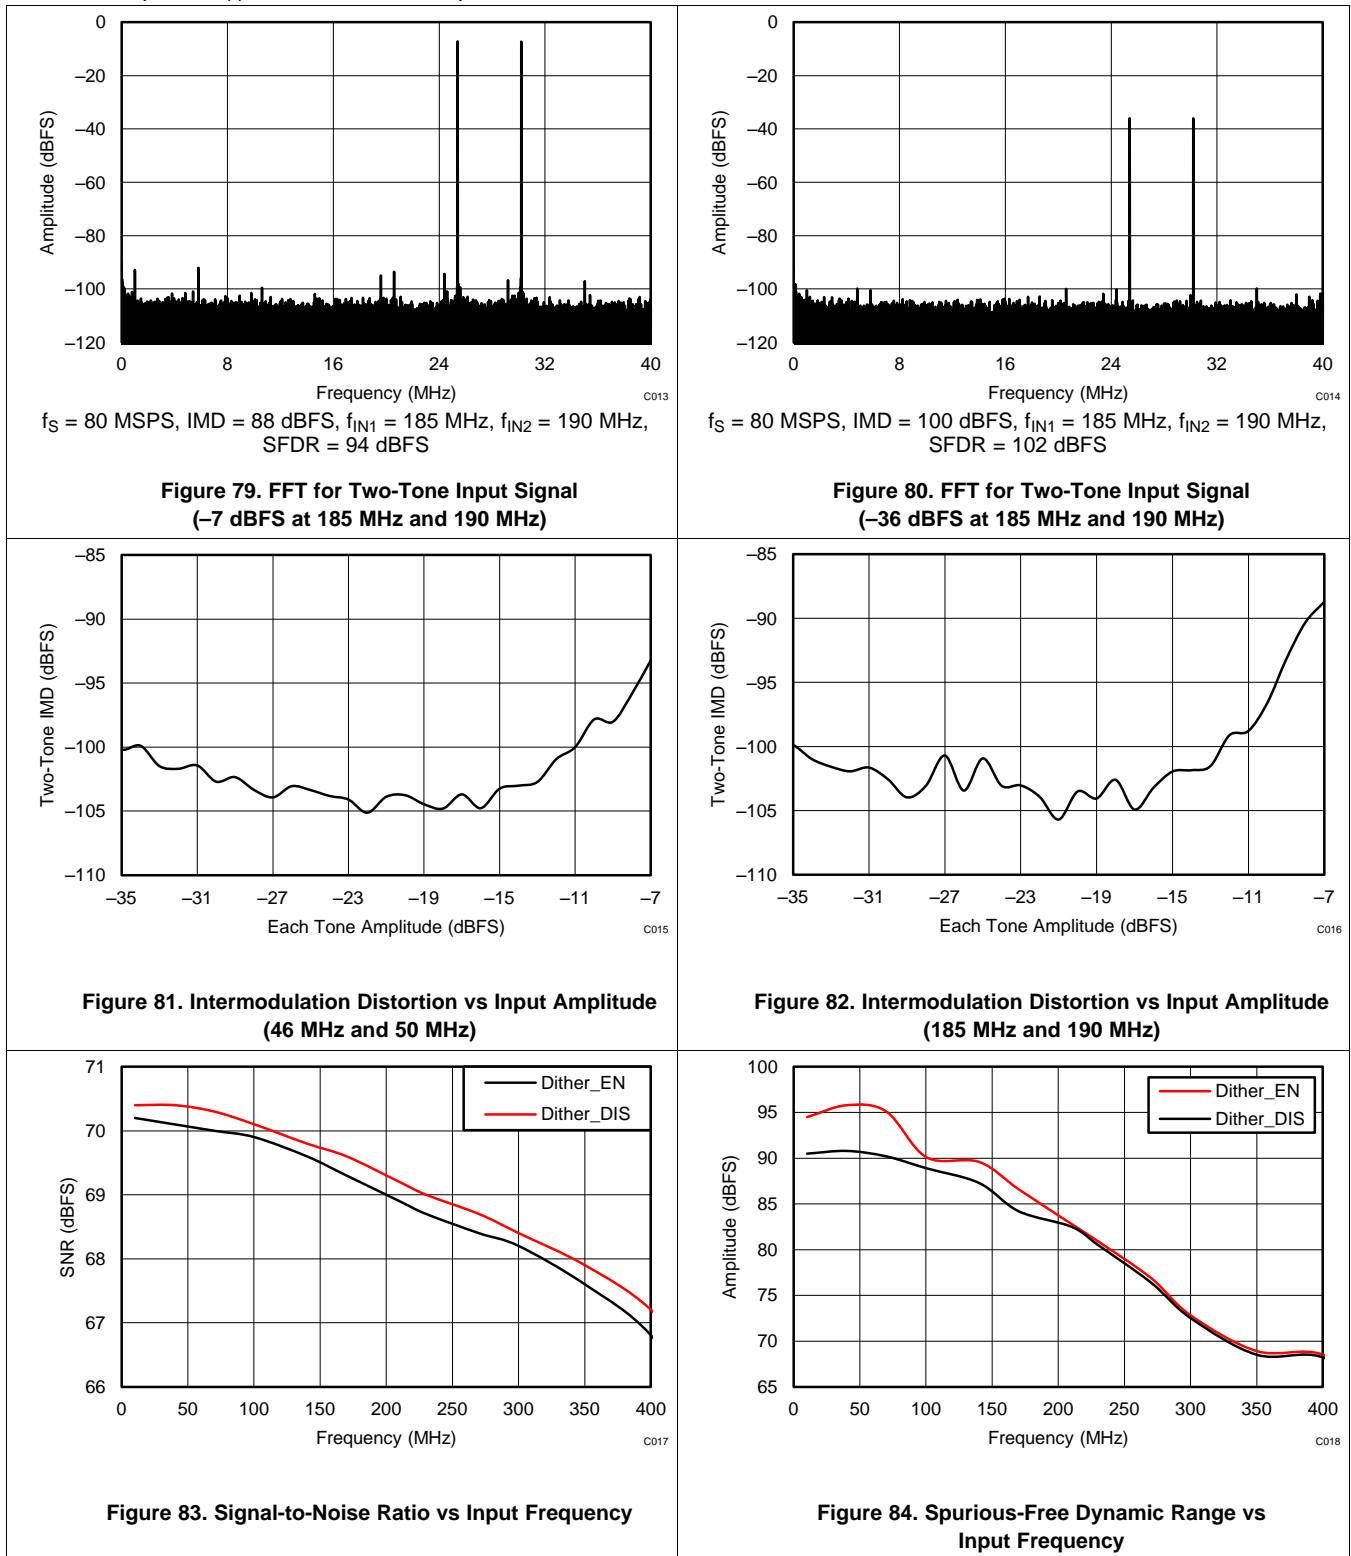 0
–20
–40
–60
–80
–100
–120
Amplitude (dBFS)
0 8 16 24 32 40
Frequency (MHz)
C013
fS = 80 MSPS, IMD = 88 dBFS, fIN1 = 185 MHz, fIN2 = 190 MHz,
SFDR = 94 dBFS
Figure 79. FFT for Two-Tone Input Signal
(–7 dBFS at 185 MHz and 190 MHz)
0
–20
–40
–60
–80
–100
–120
Amplitude (dBFS)
0 8 16 24 32 40
Frequency (MHz)
C014
fS = 80 MSPS, IMD = 100 dBFS, fIN1 = 185 MHz, fIN2 = 190 MHz,
SFDR = 102 dBFS
Figure 80. FFT for Two-Tone Input Signal
(–36 dBFS at 185 MHz and 190 MHz)
–85
–90
–95
–100
–105
–110
Two-Tone IMD (dBFS)
–35 –31 –27 –23 –19 –15 –11 –7
Each Tone Amplitude (dBFS)
C015
Figure 81. Intermodulation Distortion vs Input Amplitude
(46 MHz and 50 MHz)
–85
–90
–95
–100
–105
–110
Two-Tone IMD (dBFS)
–35 –31 –27 –23 –19 –15 –11 –7
Each Tone Amplitude (dBFS)
C016
Figure 82. Intermodulation Distortion vs Input Amplitude
(185 MHz and 190 MHz)
71
70
69
68
67
66
SNR (dBFS)
Dither_EN
Dither_DIS
0 50 100 150 200 250 300 350 400
Frequency (MHz)
C017
Figure 83. Signal-to-Noise Ratio vs Input Frequency
100
95
90
85
80
75
70
65
Amplitude (dBFS)
Dither_EN
Dither_DIS
0 50 100 150 200 250 300 350 400
Frequency (MHz)
C018
Figure 84. Spurious-Free Dynamic Range vs
Input Frequency